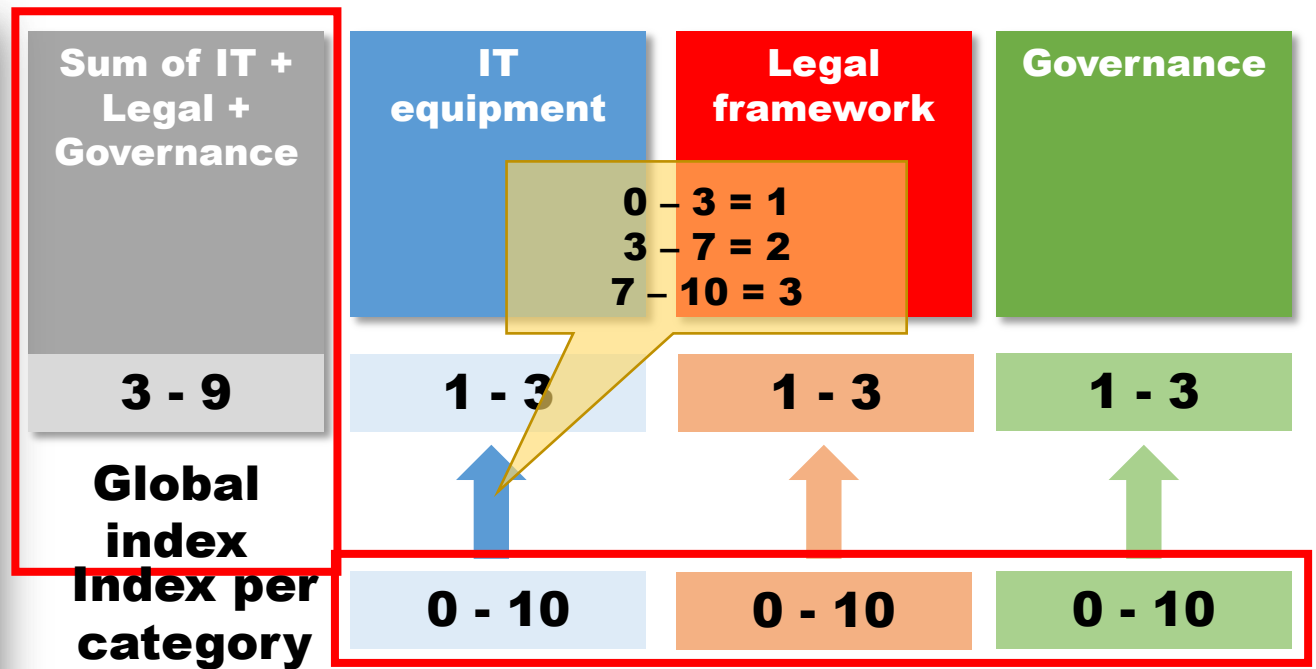 Sum of IT +
Legal +
Governance
IT
equipment
Legal
framework
Governance
0 – 3 = 1
3 – 7 = 2
7 – 10 = 3
3 - 9
1 - 3
1 - 3
1 - 3
Global
index
Index per
category
0 - 10
0 - 10
0 - 10